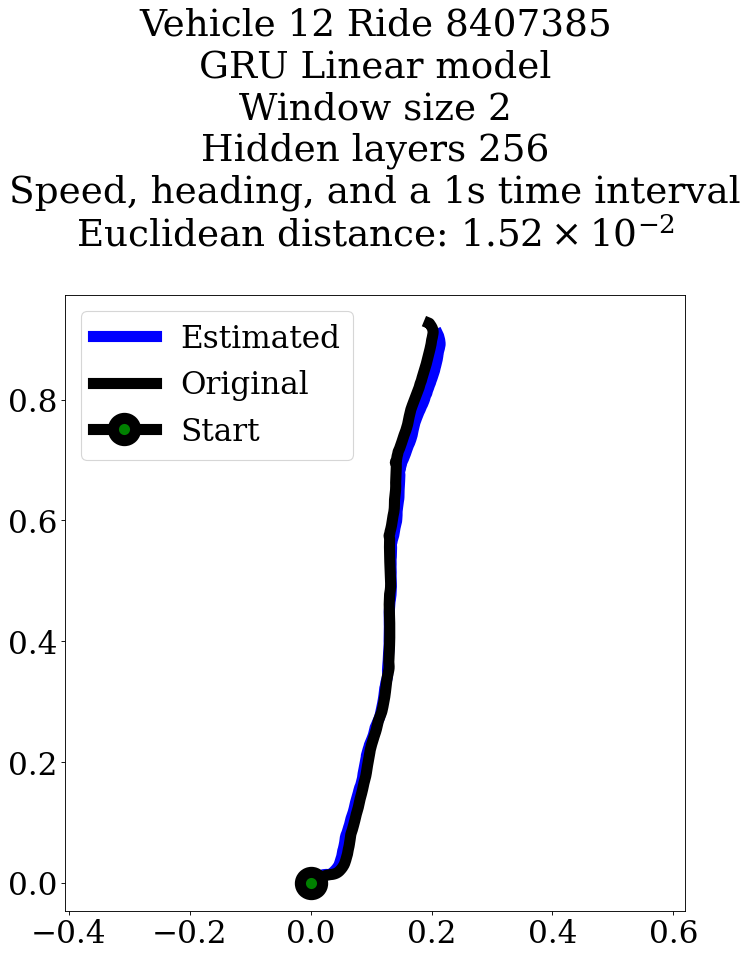 Vehicle 12 Ride 8407385
GRU Linear model
Window size 2
Hidden layers 256
Speed, heading, and a 1s time interval
Euclidean distance: 1.52 × 10⁻²
Estimated
Original
Start
0.8
0.6
0.4
0.2
0.0
−0.4 −0.2 0.0 0.2 0.4 0.6